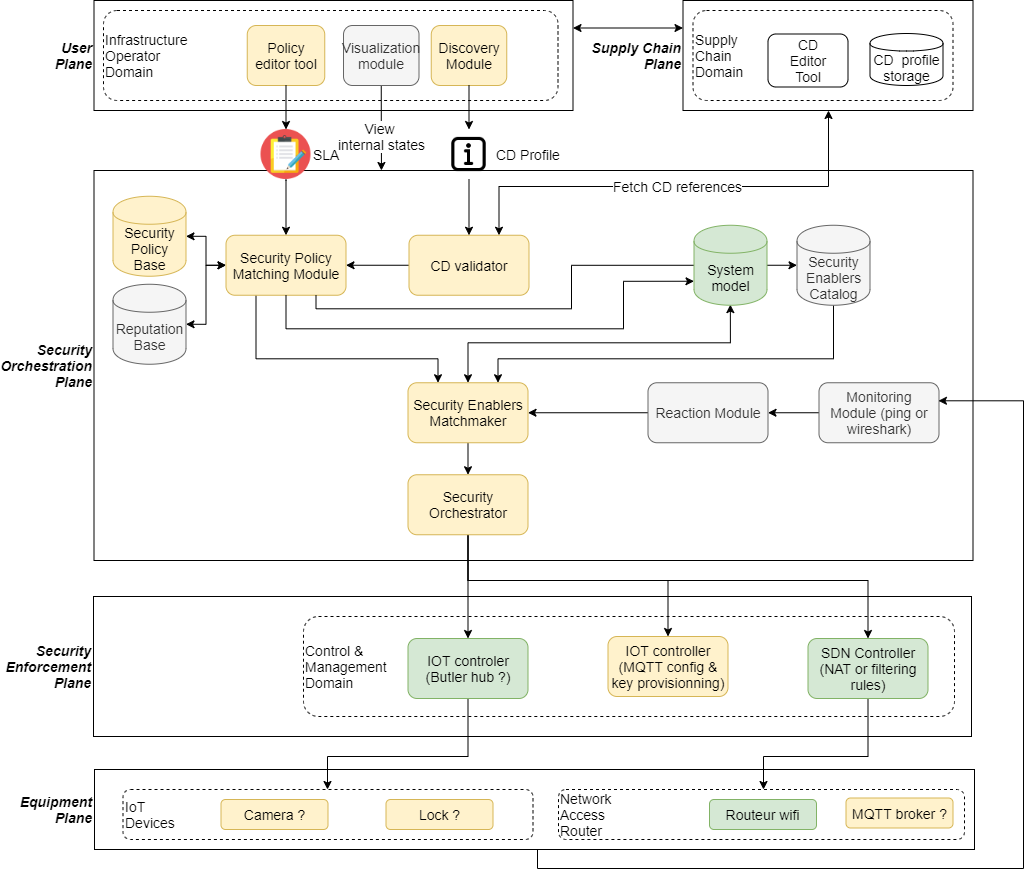 User
Plane
Infrastructure
Operator
Domain
Policy
editor tool
Visualization
module
Discovery
Module
Supply Chain
Plane
Supply
Chain
Domain
CD
Editor
Tool
CD profile
storage
SLA
View
internal states
CD Profile
Fetch CD references
Security
Orchestration
Plane
Security
Policy
Base
Reputation
Base
Security Policy
Matching Module
CD validator
System
model
Security
Enablers
Catalog
Security Enablers
Matchmaker
Reaction Module
Monitoring
Module (ping or
wireshark)
Security
Orchestrator
Security
Enforcement
Plane
Control &
Management
Domain
IOT controler
(Butler hub ?)
IOT controller
(MQTT config &
key provisionning)
SDN Controller
(NAT or filtering
rules)
Equipment
Plane
IoT
Devices
Camera ?
Lock ?
Network
Access
Router
Routeur wifi
MQTT broker ?